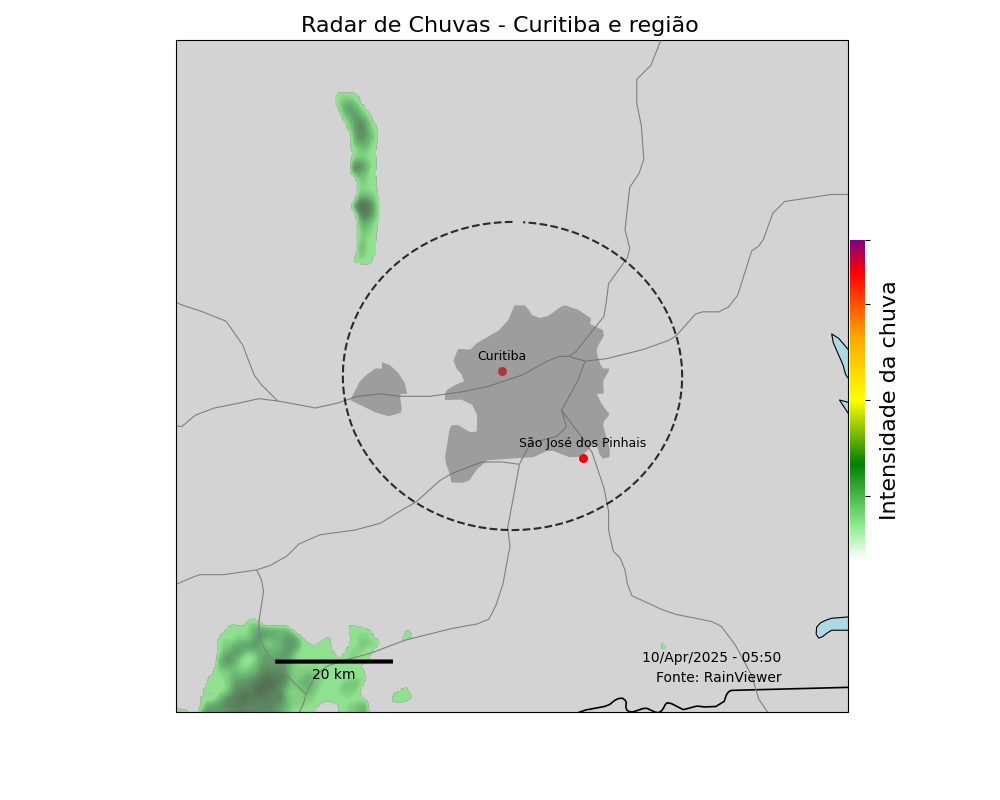 Radar de Chuvas - Curitiba e região
Curitiba
São José dos Pinhais
Intensidade da chuva
20 km
10/Apr/2025 - 05:50
Fonte: RainViewer